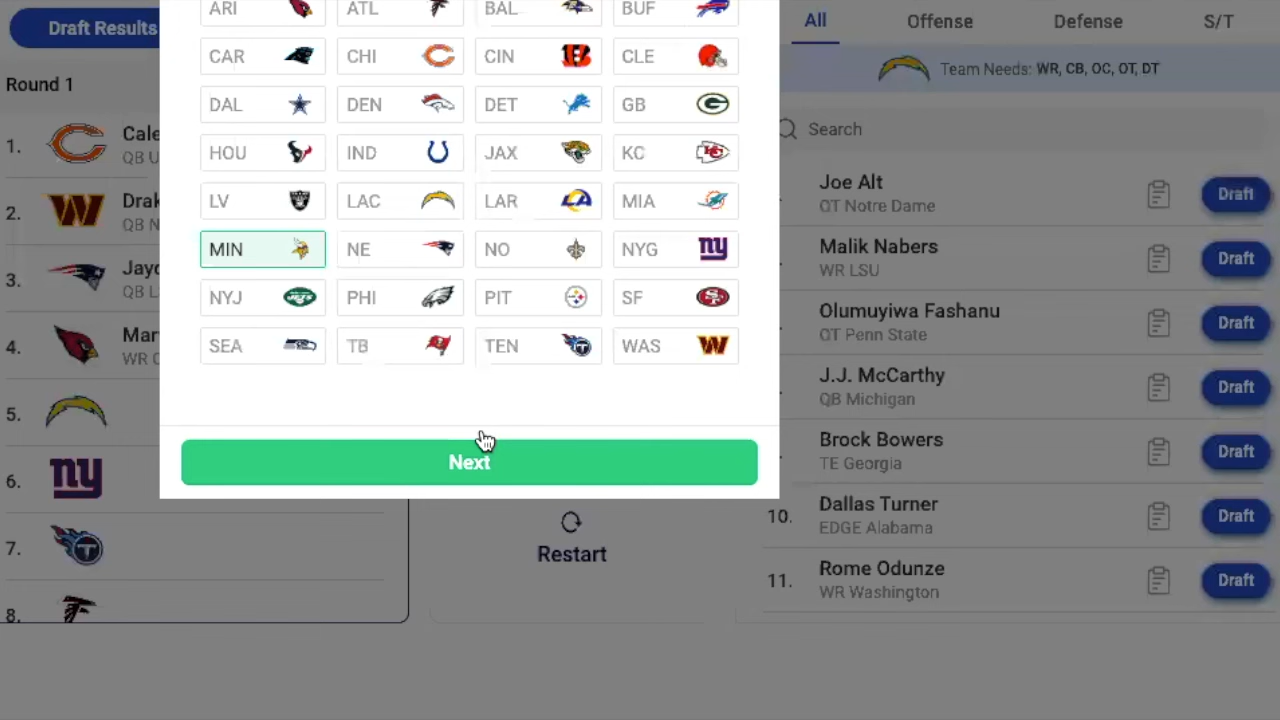 Draft Results
Round 1
1.
Cale
QB U
2.
Drak
QB N
3.
Jayd
QB L
4.
Mar
WR O
5.
6.
ny
7.
8.
ARI ATL BAL BUF
CAR CHI CIN CLE
DAL DEN DET GB
HOU IND JAX KC
LV LAC LAR MIA
MIN NE NO NYG
NYJ PHI PIT SF
SEA TB TEN WAS
Next
Restart
All Offense Defense S/T
Team Needs: WR, CB, OC, OT, DT
Search
Joe Alt
OT Notre Dame
Draft
Malik Nabers
WR LSU
Draft
Olumuyiwa Fashanu
OT Penn State
Draft
J.J. McCarthy
QB Michigan
Draft
Brock Bowers
TE Georgia
Draft
10.
Dallas Turner
EDGE Alabama
Draft
11.
Rome Odunze
WR Washington
Draft